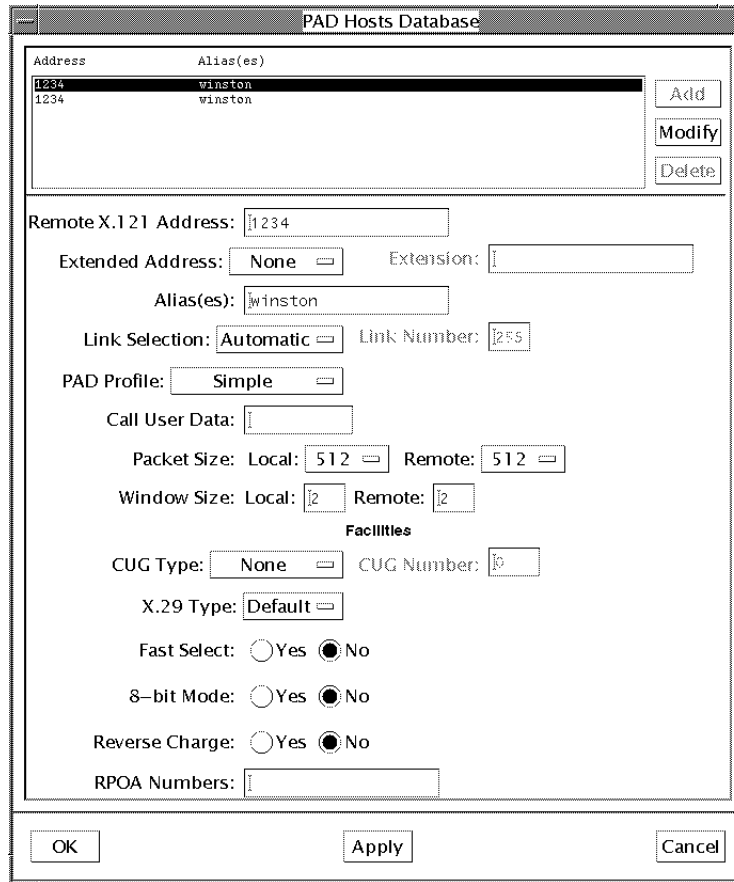 PAD Hosts Database
Address Alias(es)
1234 winston
1234 winston
Add
Modify
Delete
Remote X.121 Address: 1234
Extended Address: None Extension:
Alias(es): winston
Link Selection: Automatic Link Number: 255
PAD Profile: Simple
Call User Data:
Packet Size: Local: 512 Remote: 512
Window Size: Local: 2 Remote: 2
Facilities
CUG Type: None CUG Number: 0
X.29 Type: Default
Fast Select: Yes No
8-bit Mode: Yes No
Reverse Charge: Yes No
RPOA Numbers:
OK Apply Cancel